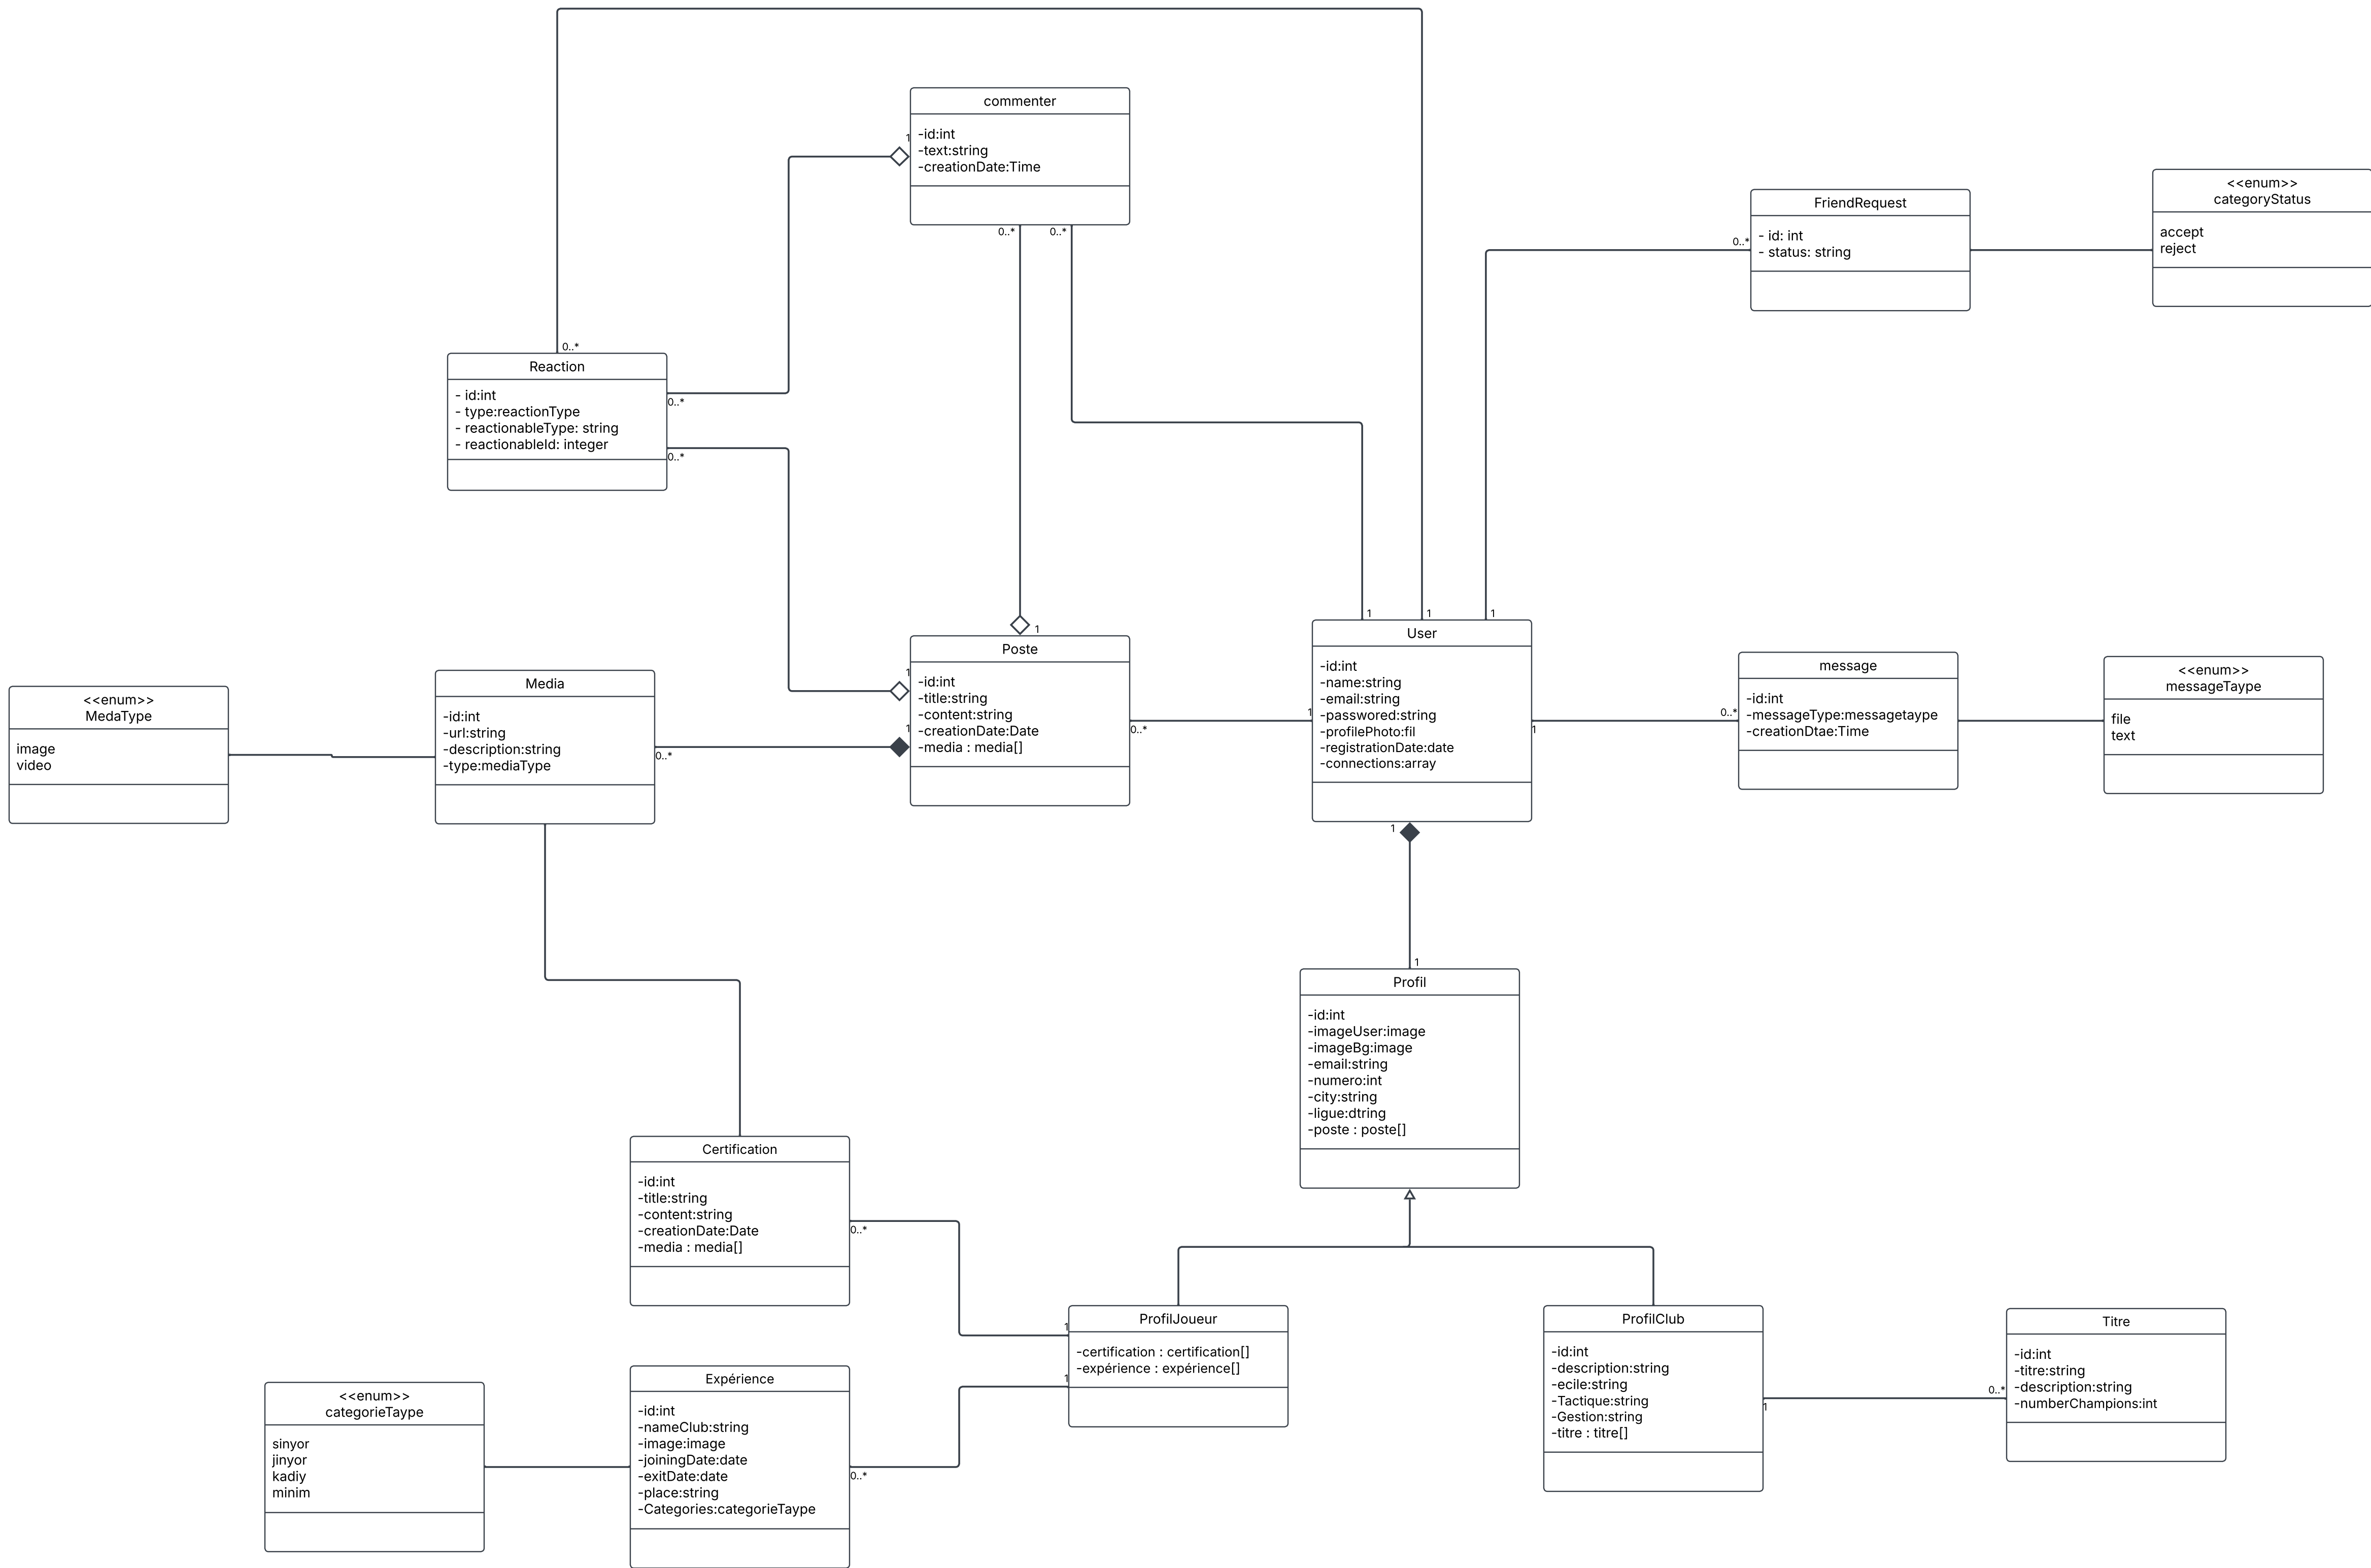 commenter
-id:int
-text:string
-creationDate:Time
1
0..*
0..*
FriendRequest
- id: int
- status: string
0..*
<<enum>>
categoryStatus
accept
reject
0..*
Reaction
- id:int
- type:reactionType
- reactionableType: string
- reactionableId: integer
0..*
0..*
<<enum>>
MedaType
image
video
Media
-id:int
-url:string
-description:string
-type:mediaType
0..*
1
Poste
-id:int
-title:string
-content:string
-creationDate:Date
-media : media[]
1
1
0..*
1
1
1
User
-id:int
-name:string
-email:string
-passwored:string
-profilePhoto:fil
-registrationDate:date
-connections:array
1
1
1
message
-id:int
-messageType:messagetaype
-creationDtae:Time
0..*
<<enum>>
messageTaype
file
text
1
Profil
-id:int
-imageUser:image
-imageBg:image
-email:string
-numero:int
-city:string
-ligue:dtring
-poste : poste[]
Certification
-id:int
-title:string
-content:string
-creationDate:Date
-media : media[]
0..*
1
ProfilJoueur
-certification : certification[]
-expérience : expérience[]
1
ProfilClub
-id:int
-description:string
-ecile:string
-Tactique:string
-Gestion:string
-titre : titre[]
1
0..*
Titre
-id:int
-titre:string
-description:string
-numberChampions:int
<<enum>>
categorieTaype
sinyor
jinyor
kadiy
minim
Expérience
-id:int
-nameClub:string
-image:image
-joiningDate:date
-exitDate:date
-place:string
-Categories:categorieTaype
0..*